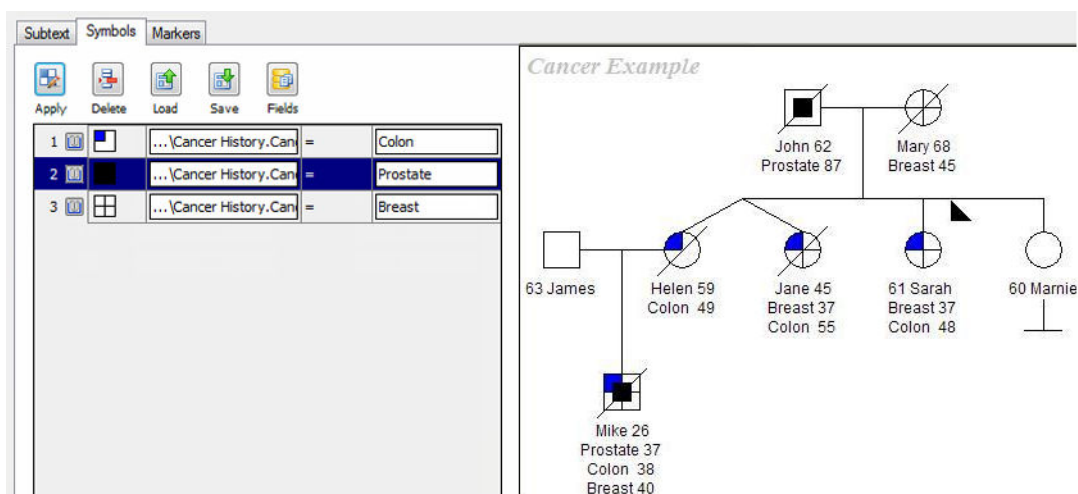 Subtext Symbols Markers
Apply Delete Load Save Fields
1 ...\Cancer History.Can = Colon
2 ...\Cancer History.Can = Prostate
3 ...\Cancer History.Can = Breast
Cancer Example
John 62
Prostate 87
Mary 68
Breast 45
63 James
Helen 59
Colon 49
Jane 45
Breast 37
Colon 55
61 Sarah
Breast 37
Colon 48
60 Marnie
Mike 26
Prostate 37
Colon 38
Breast 40